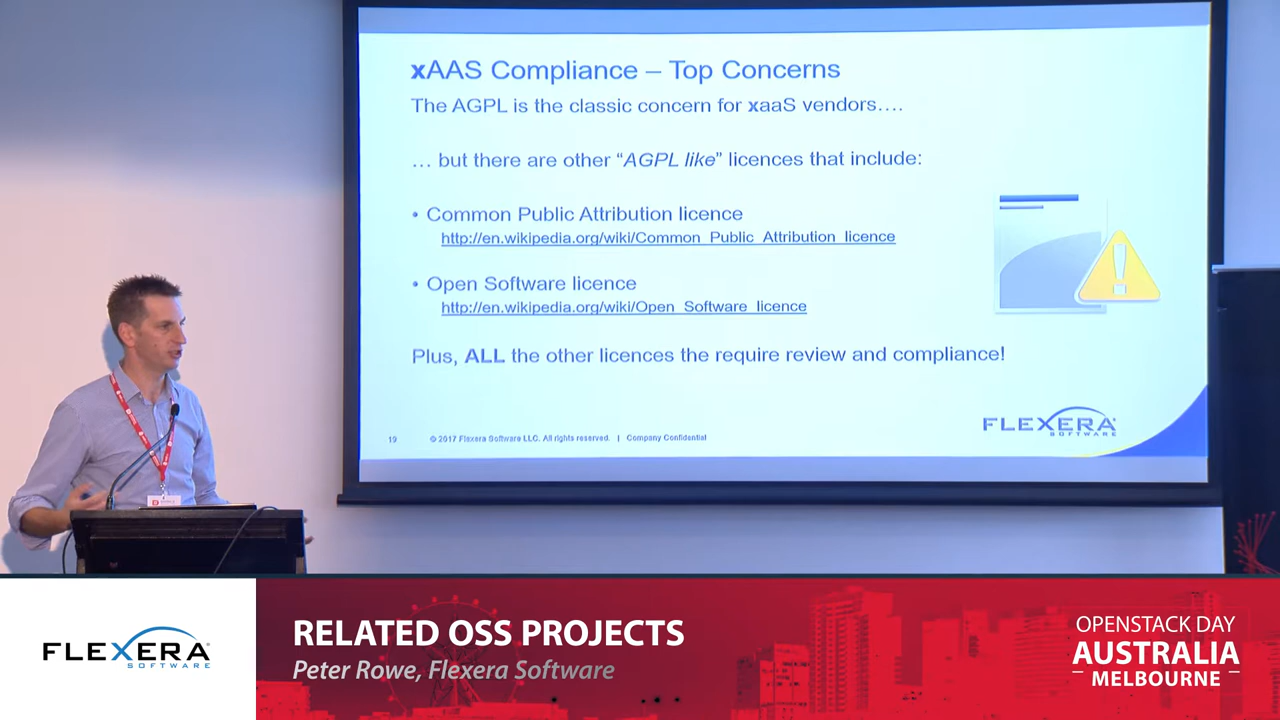 xAAS Compliance – Top Concerns
The AGPL is the classic concern for xaaS vendors….
… but there are other “AGPL like” licences that include:
• Common Public Attribution licence
http://en.wikipedia.org/wiki/Common_Public_Attribution_licence
• Open Software licence
http://en.wikipedia.org/wiki/Open_Software_licence
Plus, ALL the other licences the require review and compliance!
19 © 2017 Flexera Software LLC. All rights reserved. | Company Confidential
FLEXERA
SOFTWARE
FLEXERA
SOFTWARE
RELATED OSS PROJECTS
Peter Rowe, Flexera Software
OPENSTACK DAY
AUSTRALIA
MELBOURNE